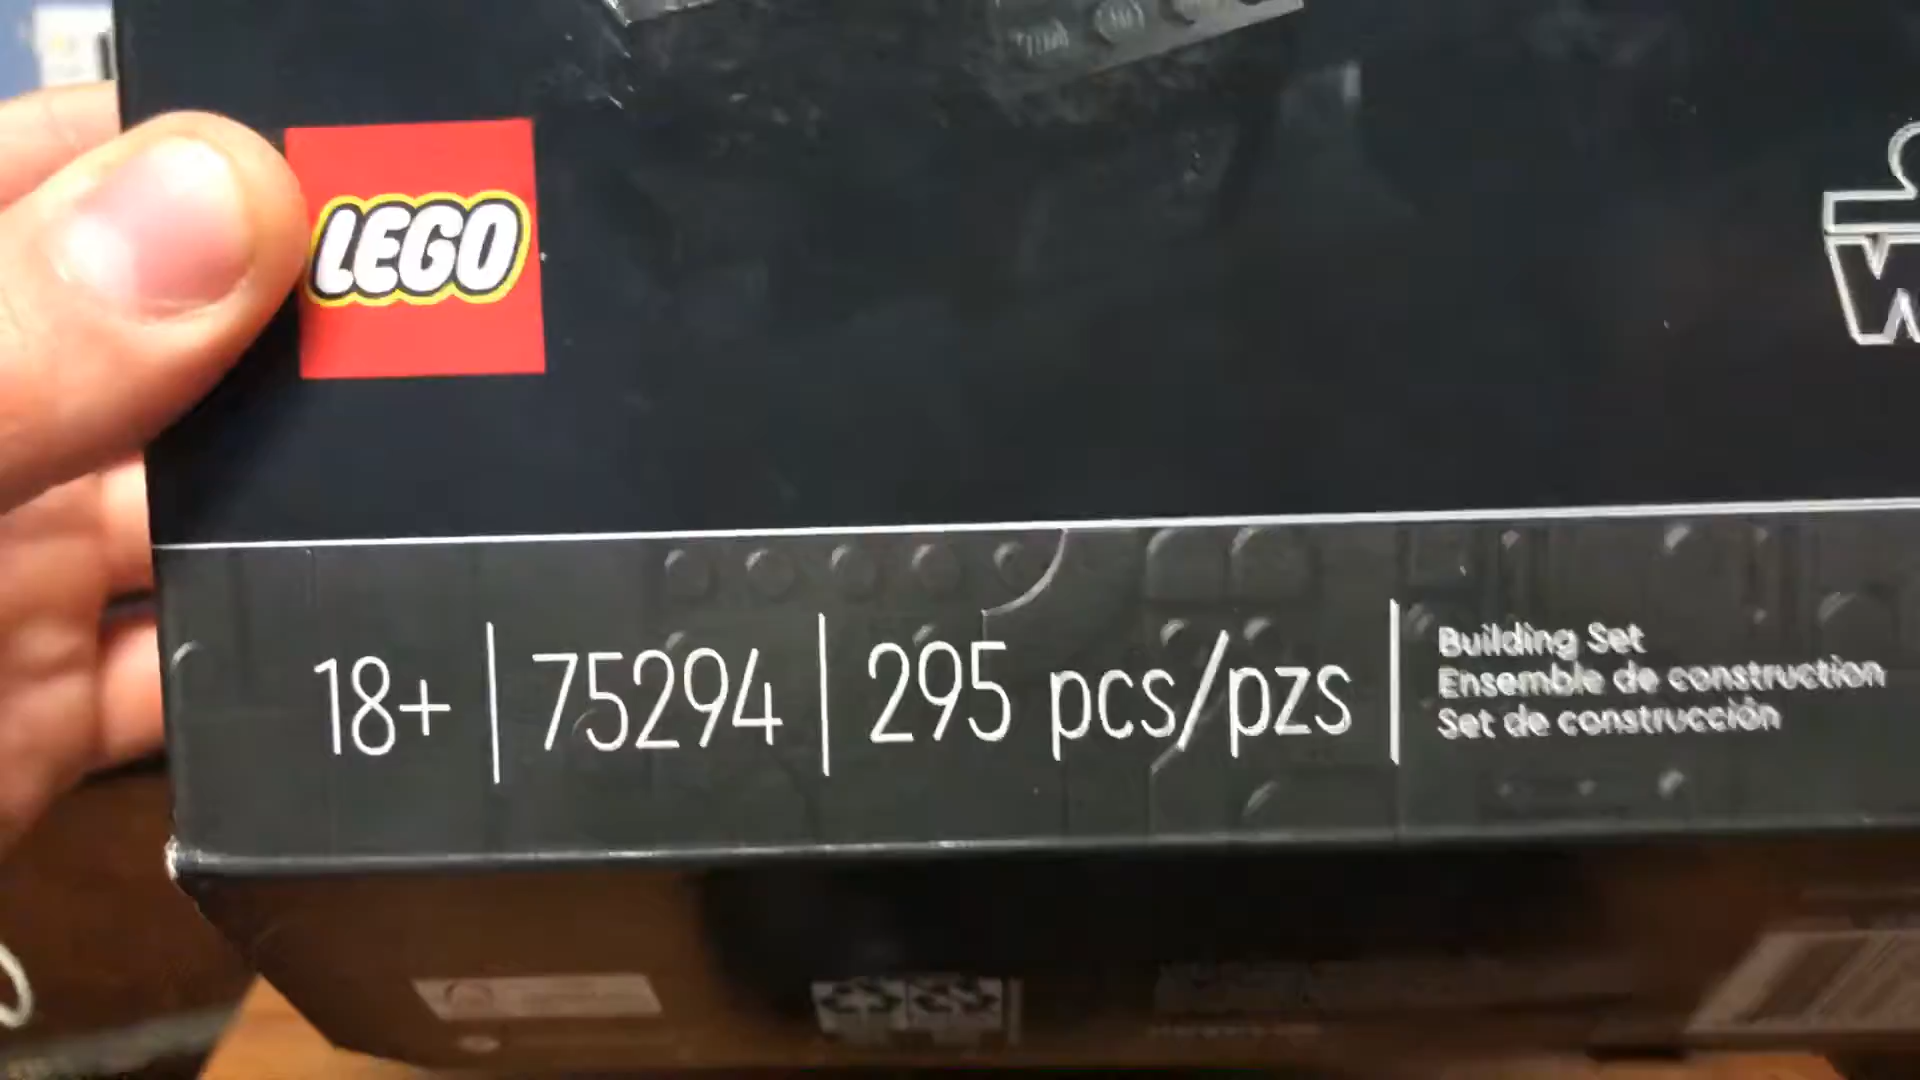 LEGO
18+ | 75294 | 295 pcs/pzs
Building Set
Ensemble de construction
Set de construcción